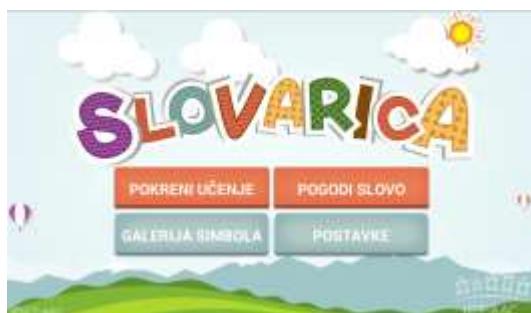 SLOVARICA
POKRENI UČENJE POGODI SLOVO
GALERIJA SIMBOLA POSTAVKE